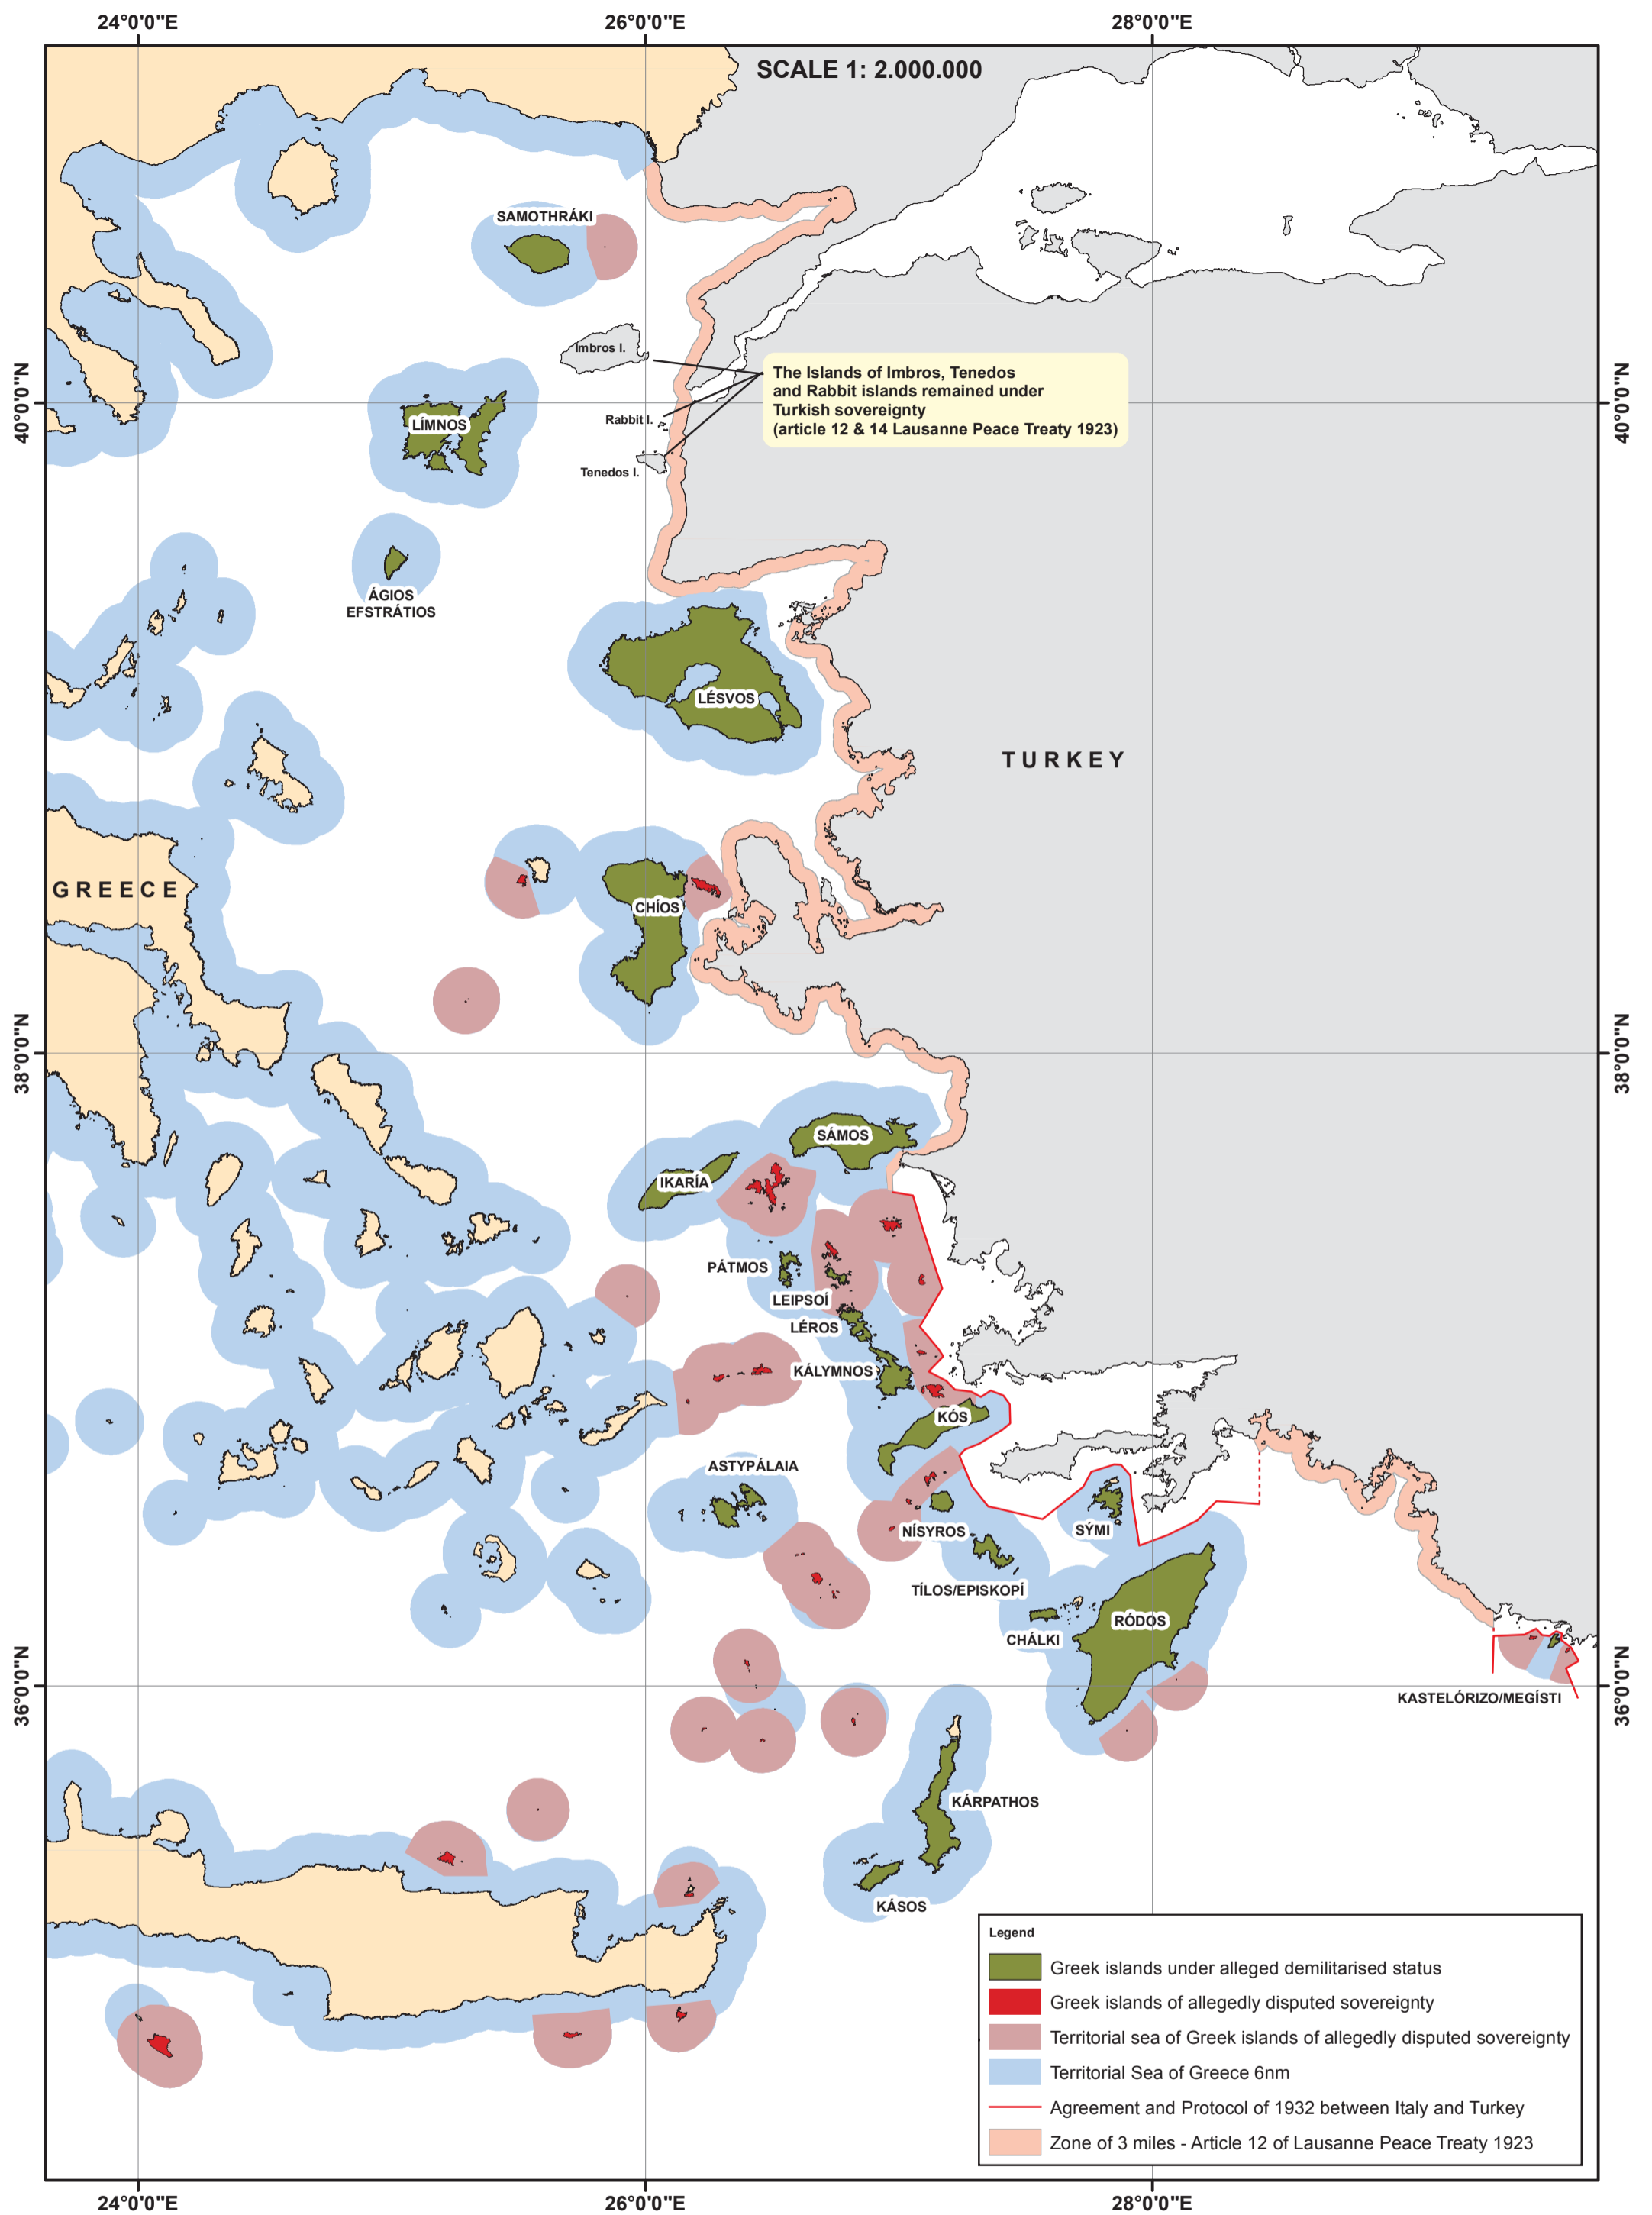 24°0'0"E
26°0'0"E
28°0'0"E
SCALE 1: 2.000.000
SAMOTHRÁKI
Imbros I.
The Islands of Imbros, Tenedos
and Rabbit islands remained under
Turkish sovereignty
(article 12 & 14 Lausanne Peace Treaty 1923)
40°0'0"N
40°0'0"N
LÍMNOS
Rabbit I.
Tenedos I.
ÁGIOS
EFSTRÁTIOS
LÉSVOS
TURKEY
GREECE
CHÍOS
38°0'0"N
38°0'0"N
SÁMOS
IKARÍA
PÁTMOS
LEIPSOÍ
LÉROS
KÁLYMNOS
KÓS
ASTYPÁLAIA
NÍSYROS
SÝMI
TÍLOS/EPISKOPÍ
CHÁLKI
RÓDOS
36°0'0"N
36°0'0"N
KASTELÓRIZO/MEGÍSTI
KÁRPATHOS
KÁSOS
Legend
Greek islands under alleged demilitarised status
Greek islands of allegedly disputed sovereignty
Territorial sea of Greek islands of allegedly disputed sovereignty
Territorial Sea of Greece 6nm
Agreement and Protocol of 1932 between Italy and Turkey
Zone of 3 miles - Article 12 of Lausanne Peace Treaty 1923
24°0'0"E
26°0'0"E
28°0'0"E